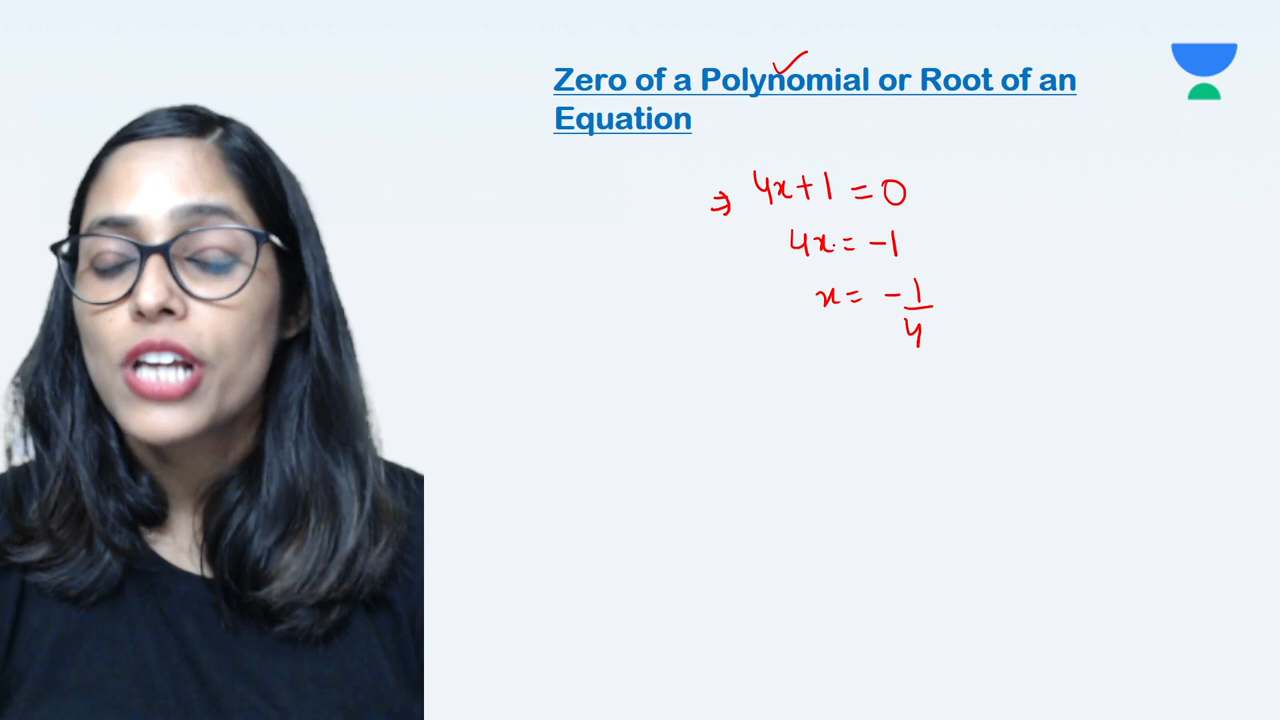 Zero of a Polynomial or Root of an
Equation
⇒ 4x+1 = 0
4x = -1
x = -1/4